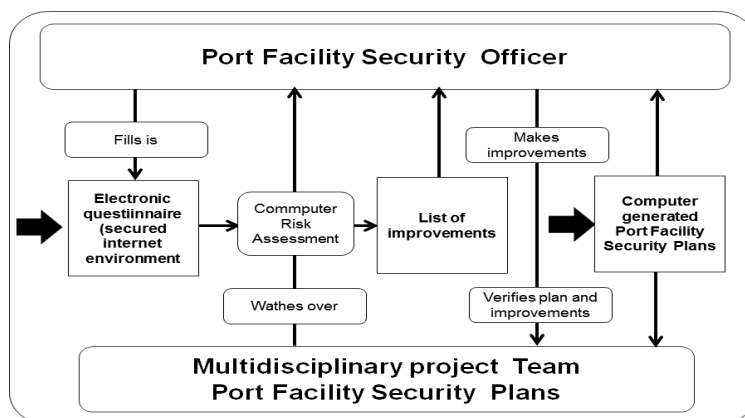 Port Facility Security Officer
Fills is
Makes
improvements
Electronic
questiinnaire
(secured
internet
environment
Commputer
Risk
Assessment
List of
improvements
Computer
generated
Port Facility
Security Plans
Wathes over
Verifies plan and
improvements
Multidisciplinary project Team
Port Facility Security Plans